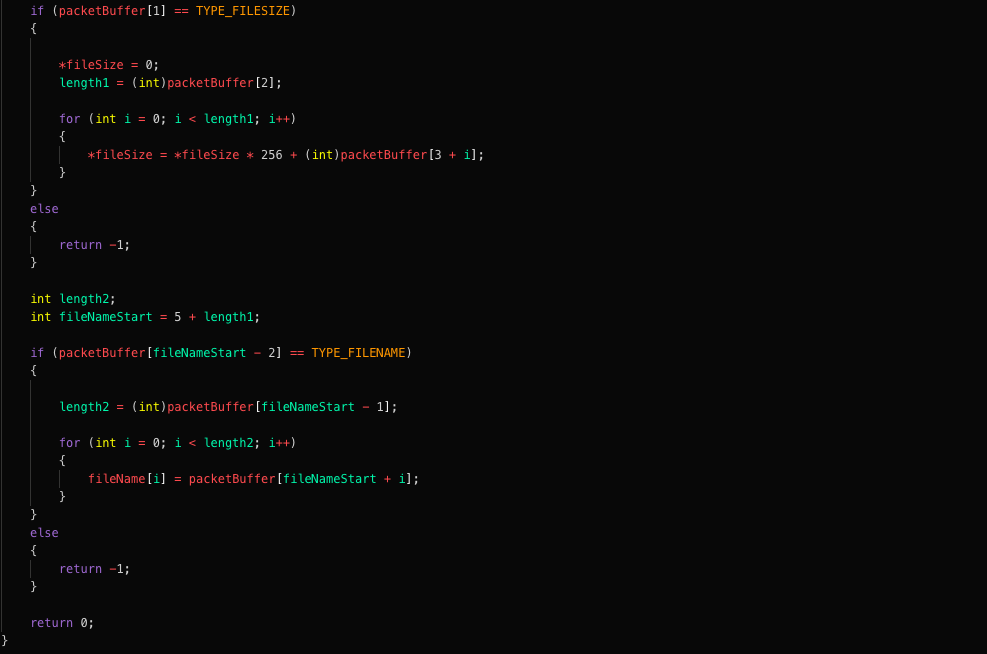 if (packetBuffer[1] == TYPE_FILESIZE)
{
*fileSize = 0;
length1 = (int)packetBuffer[2];
for (int i = 0; i < length1; i++)
{
*fileSize = *fileSize * 256 + (int)packetBuffer[3 + i];
}
}
else
{
return -1;
}
int length2;
int fileNameStart = 5 + length1;
if (packetBuffer[fileNameStart - 2] == TYPE_FILENAME)
{
length2 = (int)packetBuffer[fileNameStart - 1];
for (int i = 0; i < length2; i++)
{
fileName[i] = packetBuffer[fileNameStart + i];
}
}
else
{
return -1;
}
return 0;
}